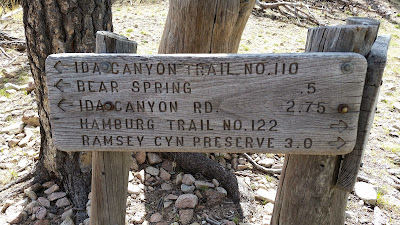 ← IDA CANYON TRAIL NO. 110
← BEAR SPRING .5
← IDA CANYON RD. 2.75
HAMBURG TRAIL NO. 122 →
RAMSEY CYN PRESERVE 3.0 →